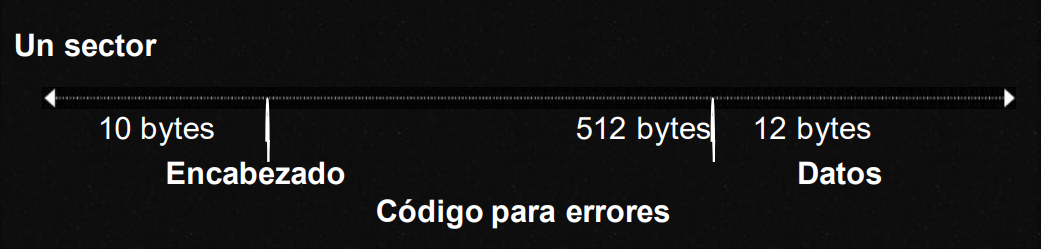 Un sector
10 bytes 512 bytes 12 bytes
Encabezado Datos
Código para errores